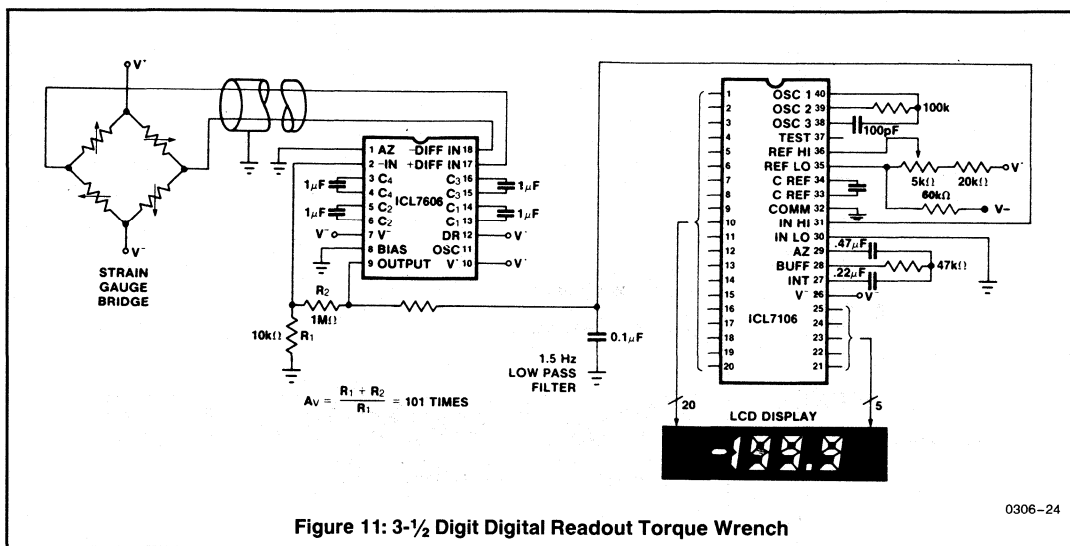 V+
STRAIN
GAUGE
BRIDGE
V-
1 AZ -DIFF IN 18
2 -IN +DIFF IN 17
3 C4 C3 16
4 C4 C3 15
5 C2 C1 14
6 C2 C1 13
7 V- DR 12
8 BIAS OSC 11
9 OUTPUT V+ 10
ICL7606
1µF
1µF
1µF
1µF
V-
V+
V+
R2
1MΩ
10kΩ
R1
0.1µF
1.5 Hz
LOW PASS
FILTER
AV = R1 + R2 / R1 = 101 TIMES
1 OSC 1 40
2 OSC 2 39
3 OSC 3 38
4 TEST 37
5 REF HI 36
6 REF LO 35
7 C REF 34
8 C REF 33
9 COMM 32
10 IN HI 31
11 IN LO 30
12 AZ 29
13 BUFF 28
14 INT 27
15 V- 26
16 25
17 24
18 23
19 22
20 21
ICL7106
100k
100pF
5kΩ
20kΩ
V+
60kΩ
V-
.47µF
47kΩ
.22µF
V-
20
5
LCD DISPLAY
-199.9
0306-24
Figure 11: 3-½ Digit Digital Readout Torque Wrench